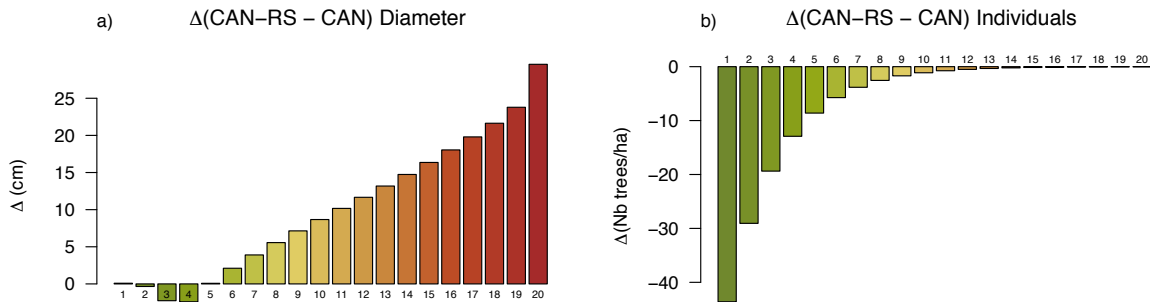 a) Δ(CAN−RS − CAN) Diameter
Δ (cm)
25
20
15
10
5
0
1 2 3 4 5 6 7 8 9 10 11 12 13 14 15 16 17 18 19 20
b) Δ(CAN−RS − CAN) Individuals
Δ(Nb trees/ha)
1 2 3 4 5 6 7 8 9 10 11 12 13 14 15 16 17 18 19 20
0
−10
−20
−30
−40